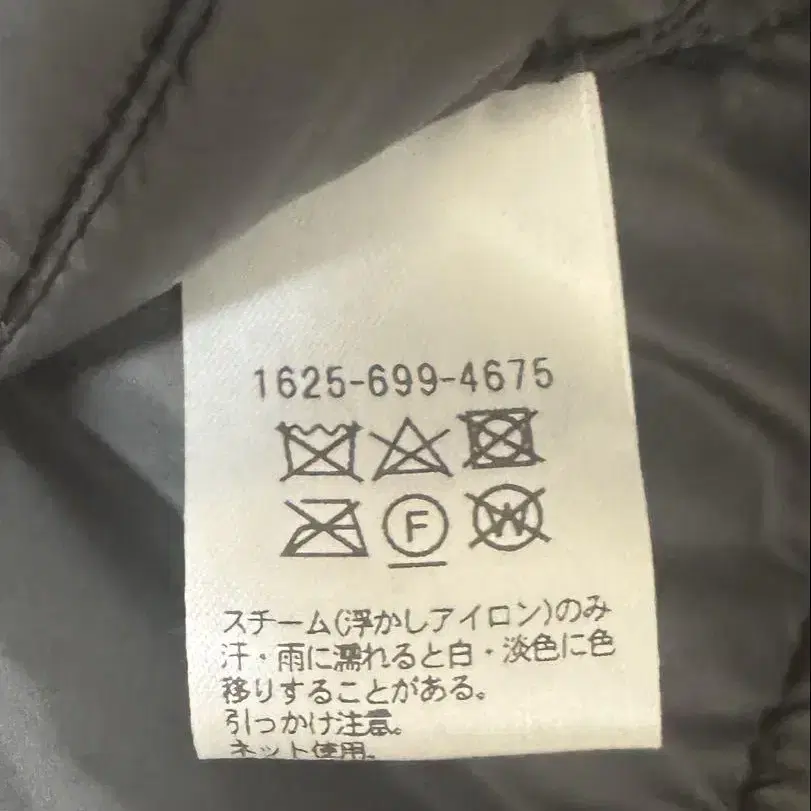 1625-699-4675
F
W
スチーム(浮かしアイロン)のみ
汗・雨に濡れると白・淡色に色
移りすることがある。
引っかけ注意。
ネット使用。